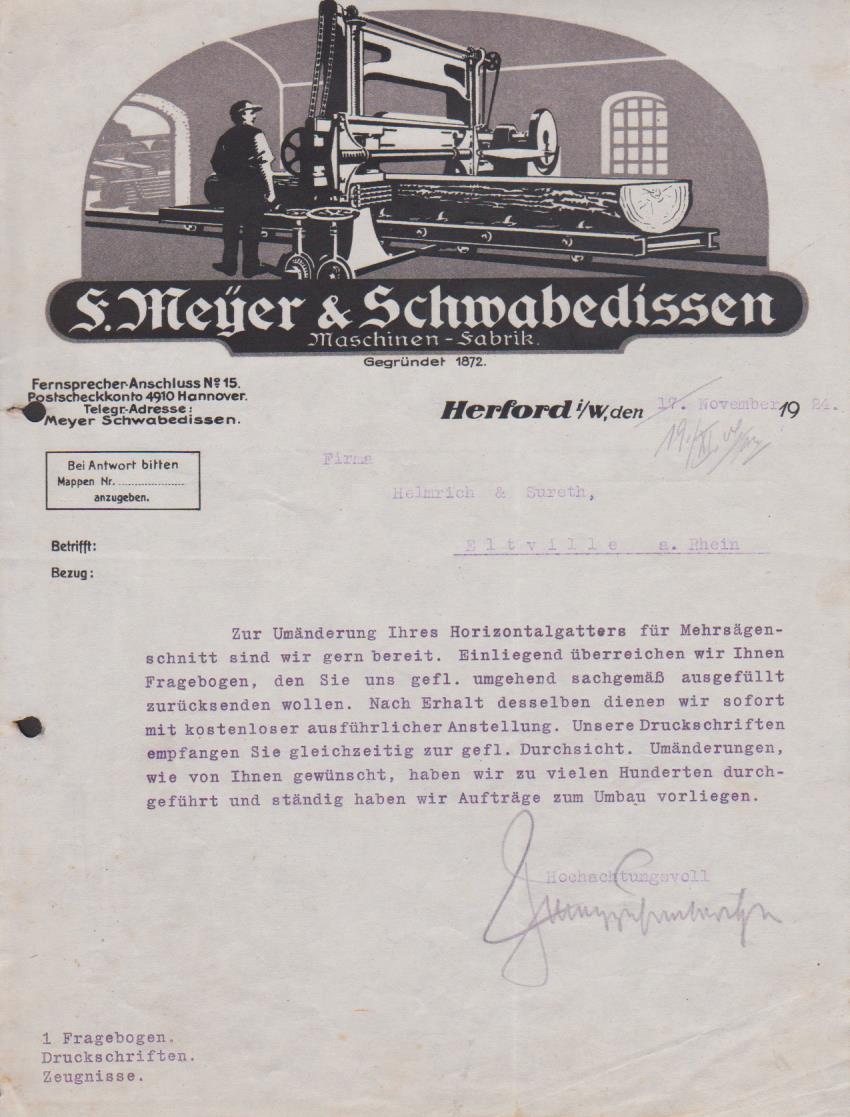 F. Meÿer & Schwabedissen
Maschinen-Fabrik.
Gegründet 1872.
Fernsprecher-Anschluss Nº 15.
Postscheckkonto 4910 Hannover.
Telegr.-Adresse:
Meyer Schwabedissen.
Herford i/W, den 17. November 1924.
19./XI.
Bei Antwort bitten
Mappen Nr. ....................
anzugeben.
Firma
Helmrich & Sureth,
Eltville a. Rhein
Betrifft:
Bezug:
Zur Umänderung Ihres Horizontalgatters für Mehrsägen-
schnitt sind wir gern bereit. Einliegend überreichen wir Ihnen
Fragebogen, den Sie uns gefl. umgehend sachgemäß ausgefüllt
zurücksenden wollen. Nach Erhalt desselben dienen wir sofort
mit kostenloser ausführlicher Anstellung. Unsere Druckschriften
empfangen Sie gleichzeitig zur gefl. Durchsicht. Umänderungen,
wie von Ihnen gewünscht, haben wir zu vielen Hunderten durch-
geführt und ständig haben wir Aufträge zum Umbau vorliegen.
Hochachtungsvoll
1 Fragebogen.
Druckschriften.
Zeugnisse.